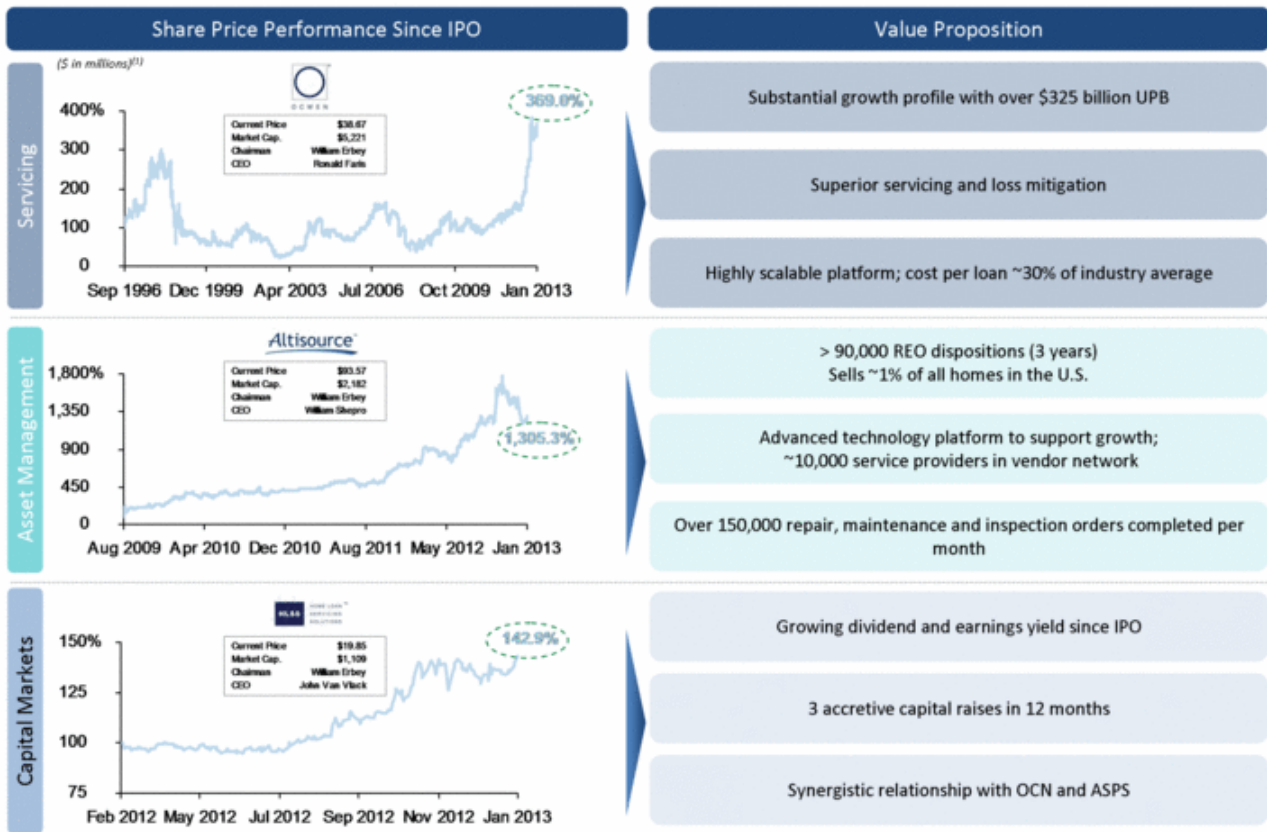 Share Price Performance Since IPO
Value Proposition
Servicing
($ in millions)(1)
OCWEN
369.0%
Current Price $38.67
Market Cap. $5,221
Chairman William Erbey
CEO Ronald Faris
400%
300
200
100
0
Sep 1996 Dec 1999 Apr 2003 Jul 2006 Oct 2009 Jan 2013
Substantial growth profile with over $325 billion UPB
Superior servicing and loss mitigation
Highly scalable platform; cost per loan ~30% of industry average
Asset Management
Altisource™
Current Price $93.57
Market Cap. $2,182
Chairman William Erbey
CEO William Shepro
1,800%
1,350
900
450
0
1,305.3%
Aug 2009 Apr 2010 Dec 2010 Aug 2011 May 2012 Jan 2013
> 90,000 REO dispositions (3 years)
Sells ~1% of all homes in the U.S.
Advanced technology platform to support growth;
~10,000 service providers in vendor network
Over 150,000 repair, maintenance and inspection orders completed per
month
Capital Markets
HLSS
HOME LOAN
SERVICING
SOLUTIONS
142.9%
Current Price $19.85
Market Cap. $1,109
Chairman William Erbey
CEO John Van Vlack
150%
125
100
75
Feb 2012 May 2012 Jul 2012 Sep 2012 Nov 2012 Jan 2013
Growing dividend and earnings yield since IPO
3 accretive capital raises in 12 months
Synergistic relationship with OCN and ASPS